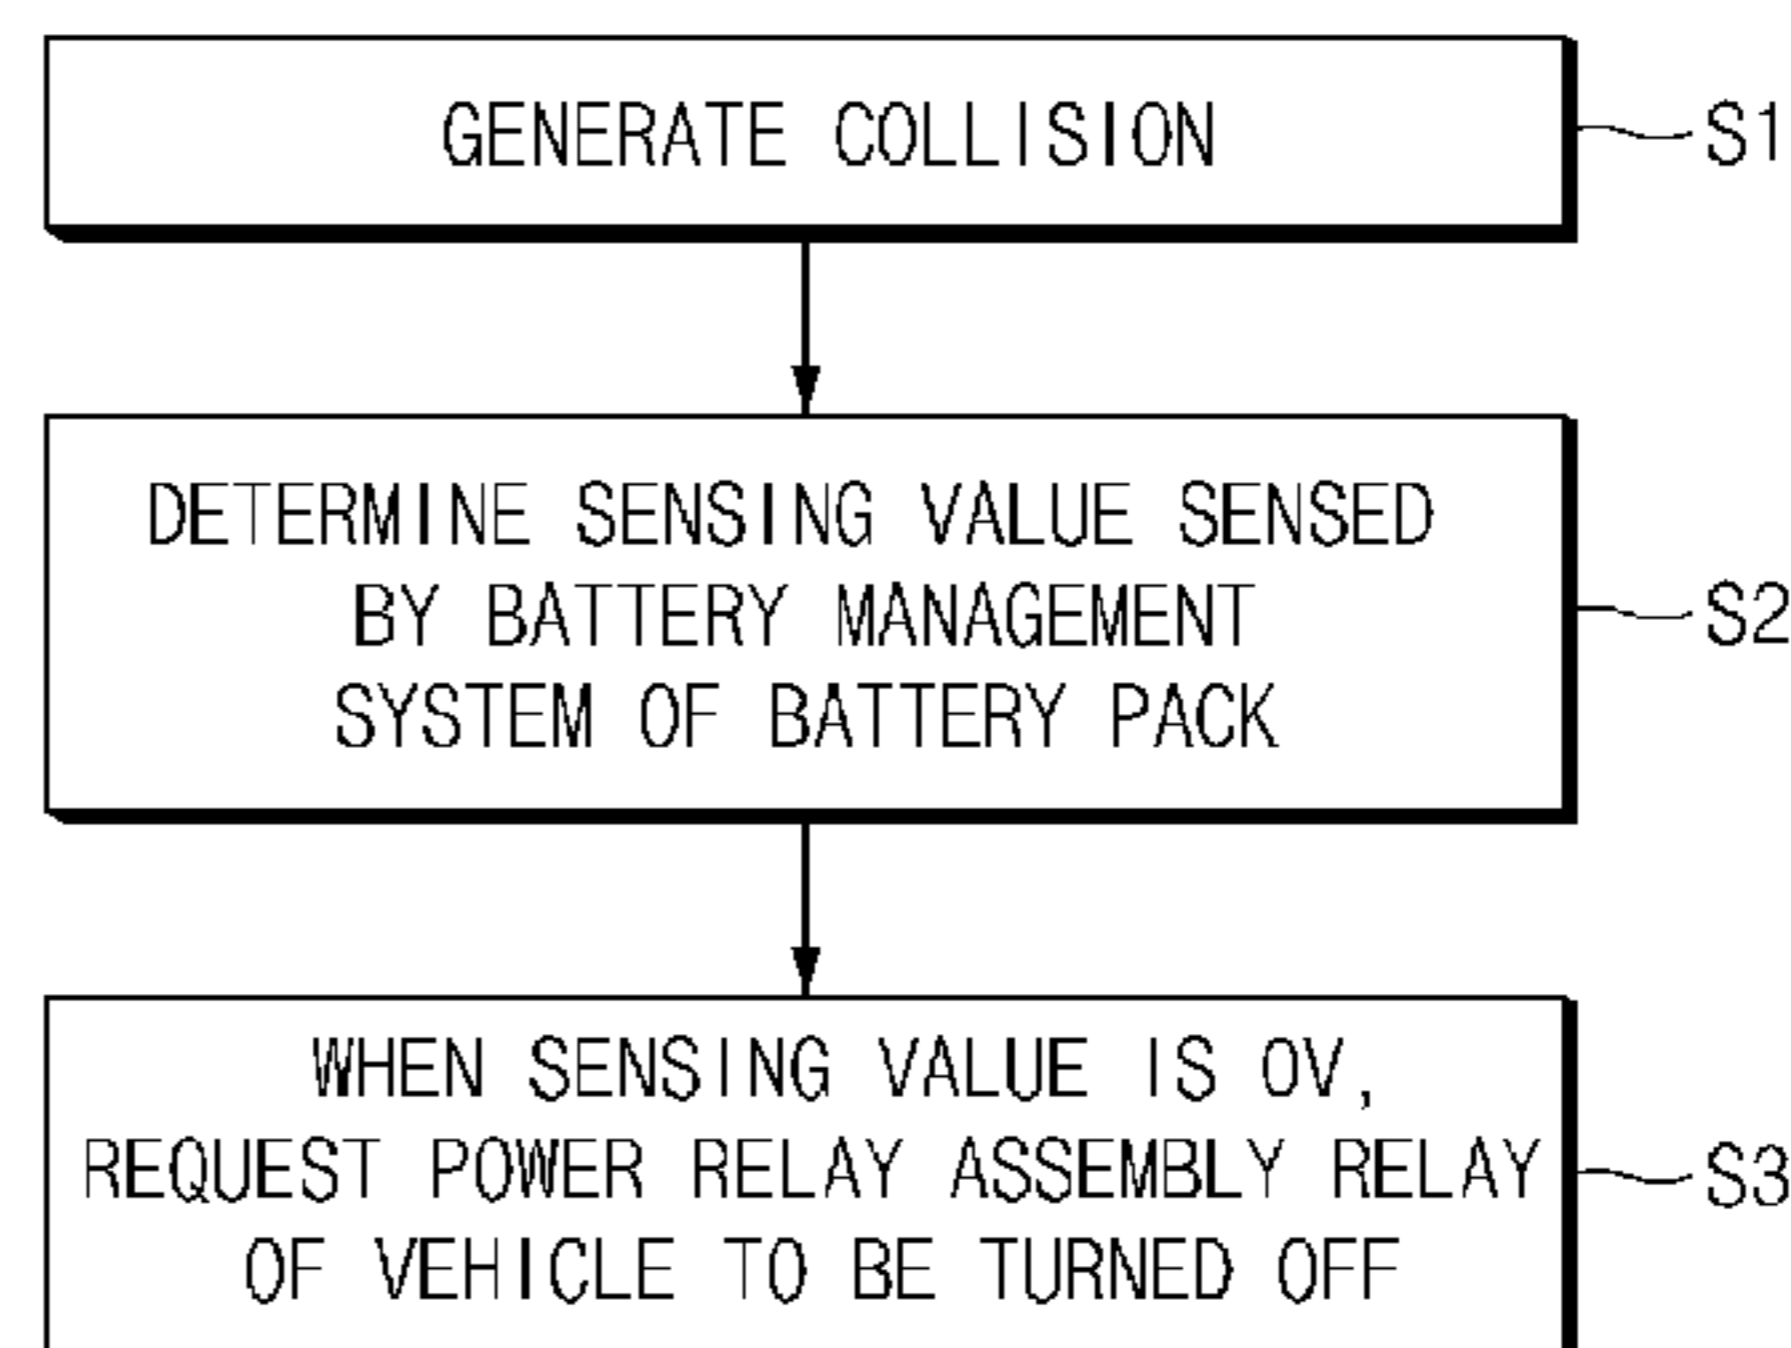 GENERATE COLLISION
S1
DETERMINE SENSING VALUE SENSED
BY BATTERY MANAGEMENT
SYSTEM OF BATTERY PACK
S2
WHEN SENSING VALUE IS 0V,
REQUEST POWER RELAY ASSEMBLY RELAY
OF VEHICLE TO BE TURNED OFF
S3